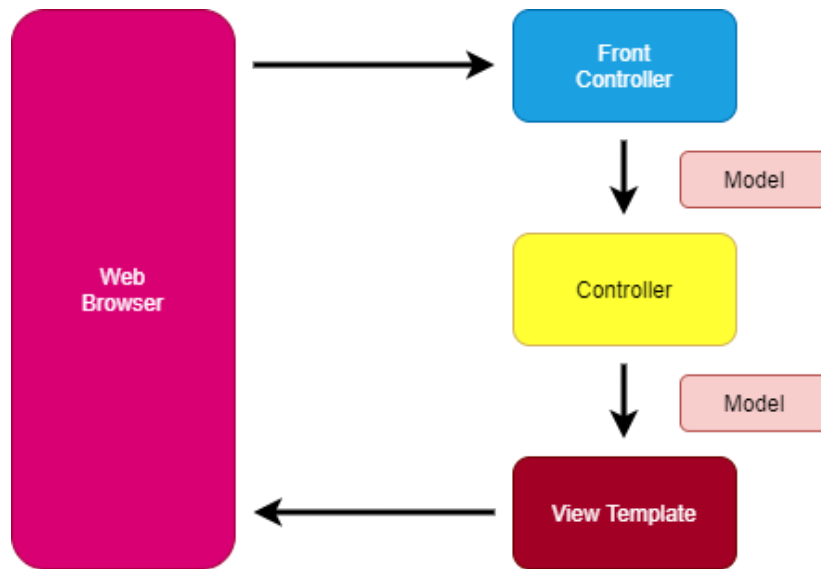 Front
Controller
Model
Web
Browser
Controller
Model
View Template